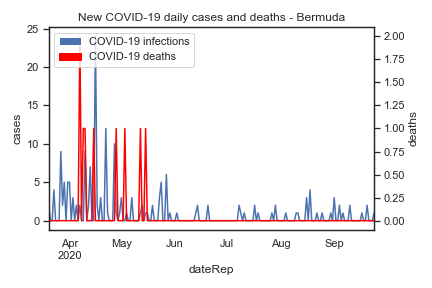 New COVID-19 daily cases and deaths - Bermuda
COVID-19 infections
COVID-19 deaths
25
20
15
10
5
0
cases
2.00
1.75
1.50
1.25
1.00
0.75
0.50
0.25
0.00
deaths
Apr May Jun Jul Aug Sep
2020
dateRep